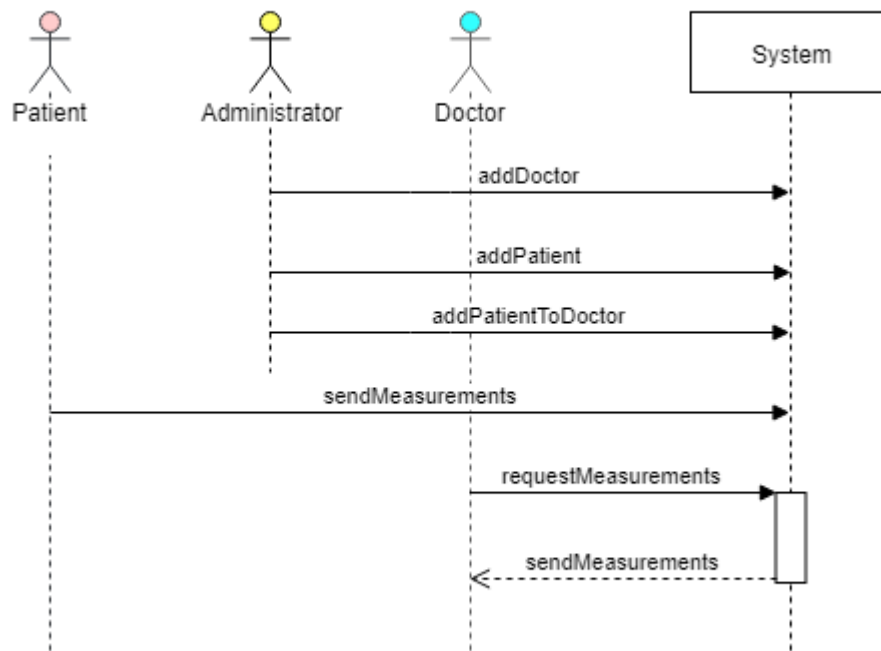 System
Patient
Administrator
Doctor
addDoctor
addPatient
addPatientToDoctor
sendMeasurements
requestMeasurements
sendMeasurements